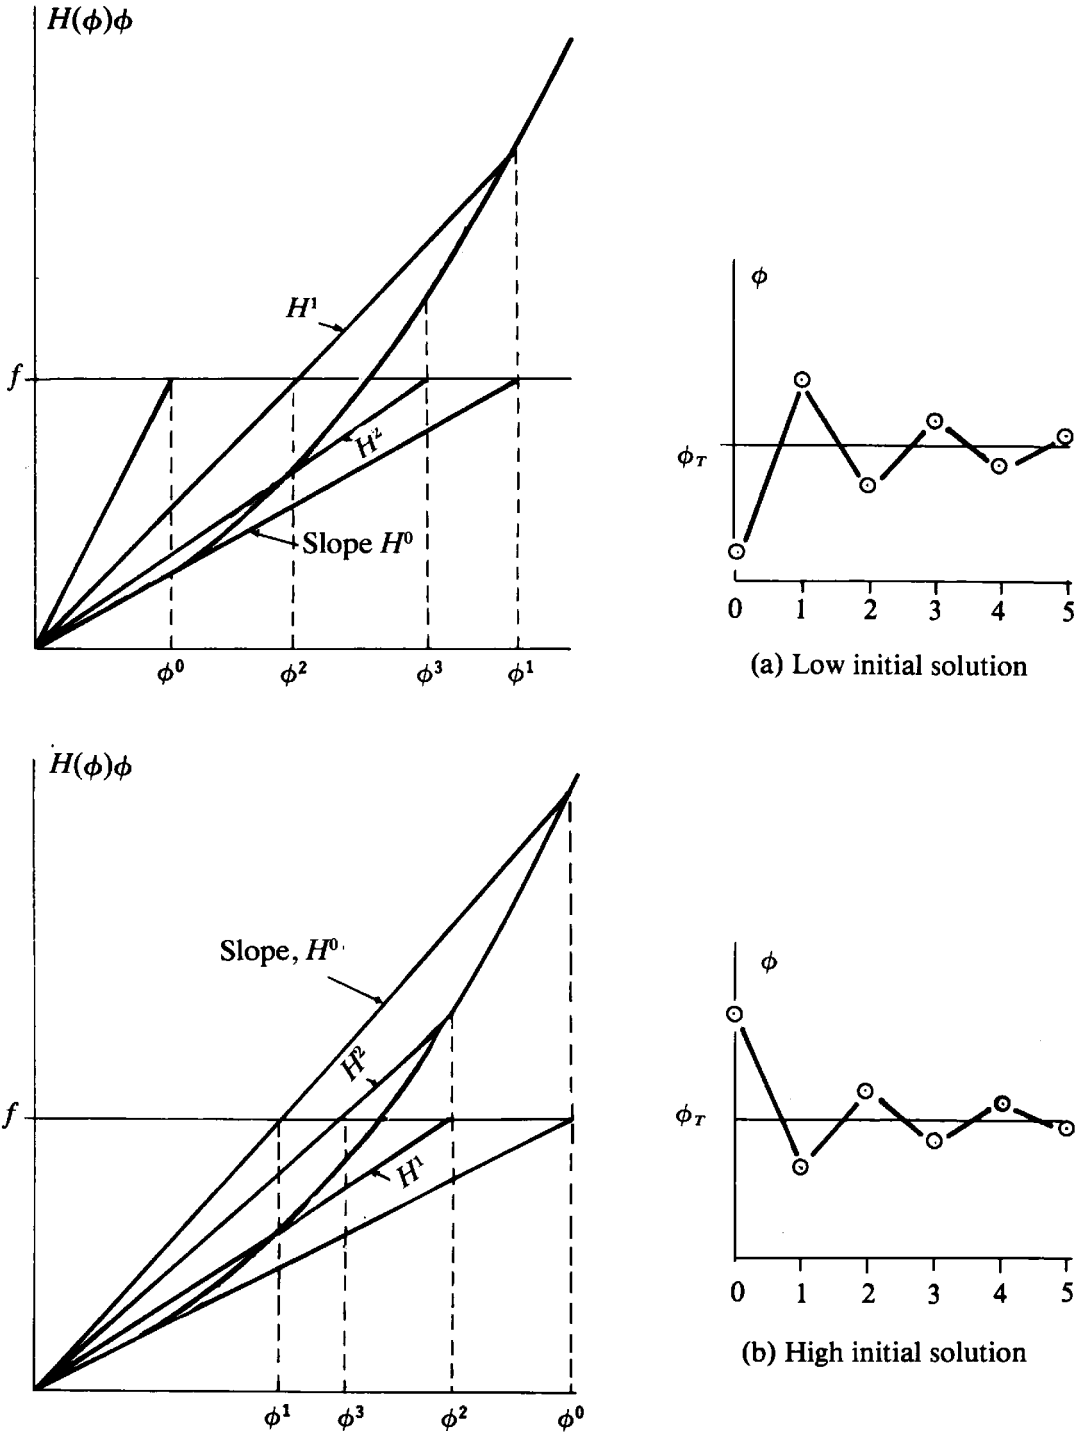 H(ϕ)ϕ
H¹
f
H²
Slope H⁰
ϕ⁰ ϕ² ϕ³ ϕ¹
ϕ
ϕ_T
0 1 2 3 4 5
(a) Low initial solution
H(ϕ)ϕ
Slope, H⁰
H²
f
H¹
ϕ¹ ϕ³ ϕ² ϕ⁰
ϕ
ϕ_T
0 1 2 3 4 5
(b) High initial solution